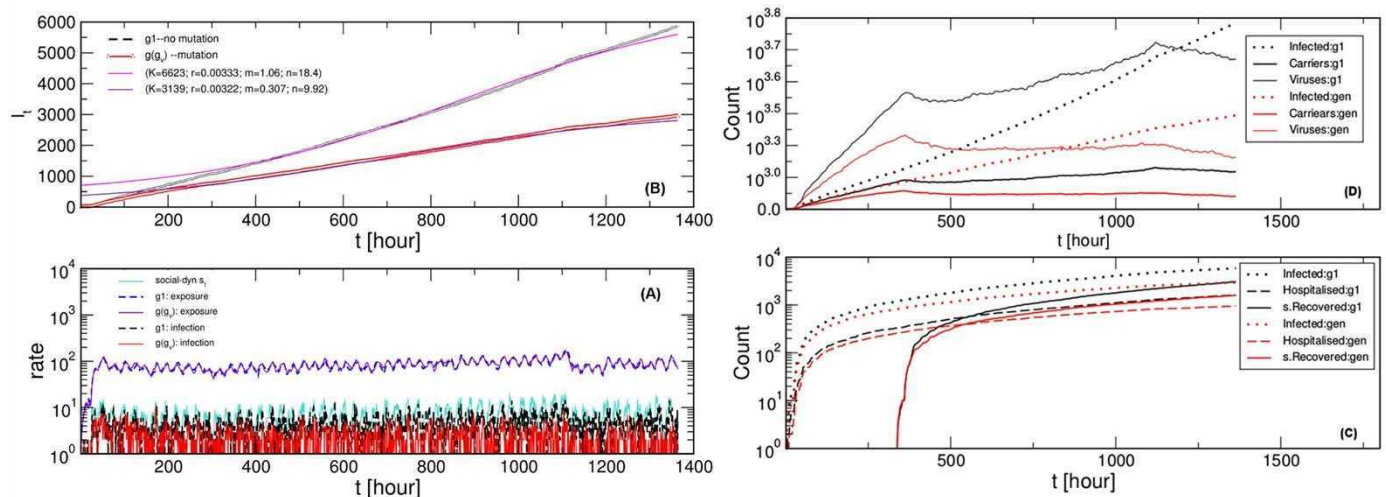 6000
5000
4000
3000
2000
1000
0
I_t
g1--no mutation
g(g_v) --mutation
(K=6623; r=0.00333; m=1.06; n=18.4)
(K=3139; r=0.00322; m=0.307; n=9.92)
(B)
200 400 600 800 1000 1200 1400
t [hour]
10^4
10^3
10^2
10^1
10^0
rate
social-dyn s_t
g1: exposure
g(g_v): exposure
g1: infection
g(g_v): infection
(A)
200 400 600 800 1000 1200 1400
t [hour]
10^3.8
10^3.7
10^3.6
10^3.5
10^3.3
10^3.0
0.0
Count
Infected:g1
Carriers:g1
Viruses:g1
Infected:gen
Carriears:gen
Viruses:gen
(D)
500 1000 1500
t [hour]
10^4
10^3
10^2
10^1
10^0
Count
Infected:g1
Hospitalised:g1
s.Recovered:g1
Infected:gen
Hospitalised:gen
s.Recovered:gen
(C)
500 1000 1500
t [hour]